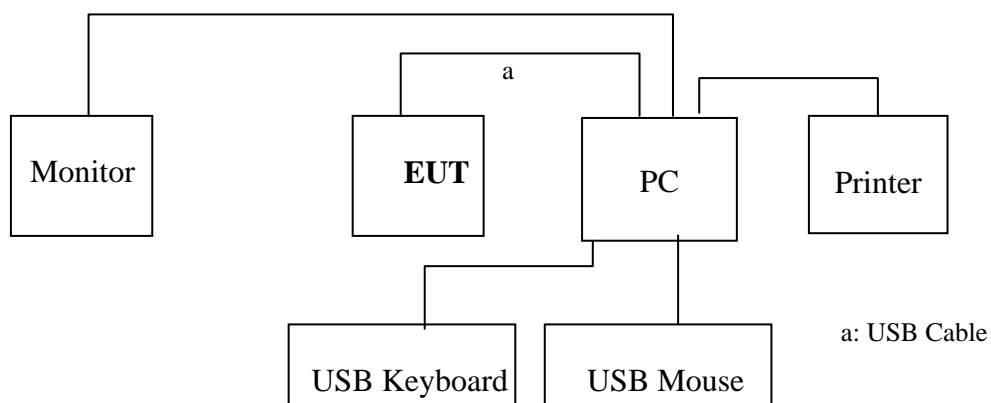 a
Monitor
EUT
PC
Printer
a: USB Cable
USB Keyboard
USB Mouse